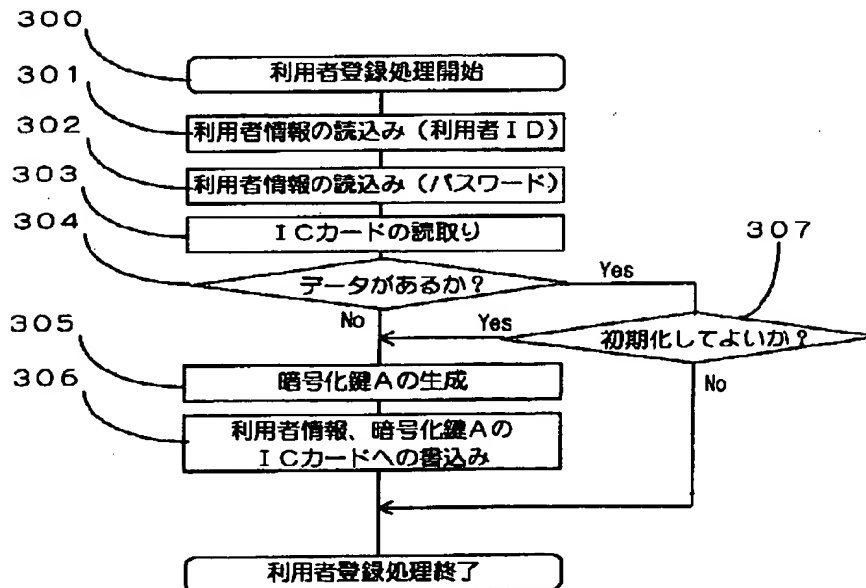 ３００
利用者登録処理開始
３０１
利用者情報の読込み（利用者ＩＤ）
３０２
利用者情報の読込み（パスワード）
３０３
ＩＣカードの読取り
３０４
データがあるか？
Yes
３０７
No
Yes
初期化してよいか？
３０５
暗号化鍵Ａの生成
No
３０６
利用者情報、暗号化鍵Ａの
ＩＣカードへの書込み
利用者登録処理終了